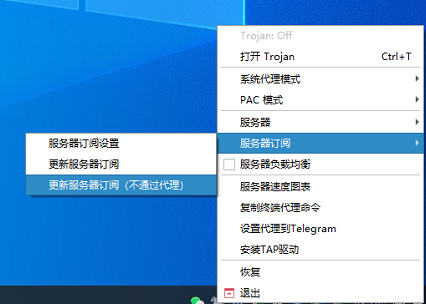 Trojan: Off
打开 Trojan Ctrl+T
系统代理模式
PAC 模式
服务器
服务器订阅
服务器订阅设置
更新服务器订阅
更新服务器订阅（不通过代理）
服务器负载均衡
服务器速度图表
复制终端代理命令
设置代理到Telegram
安装TAP驱动
恢复
退出